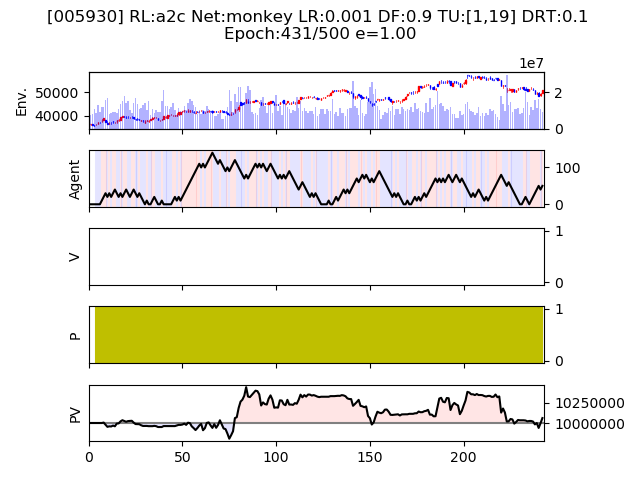 [005930] RL:a2c Net:monkey LR:0.001 DF:0.9 TU:[1,19] DRT:0.1
Epoch:431/500 e=1.00
1e7
Env.
50000
40000
2
0
Agent
100
0
V
1
0
P
1
0
PV
10250000
10000000
0
50
100
150
200